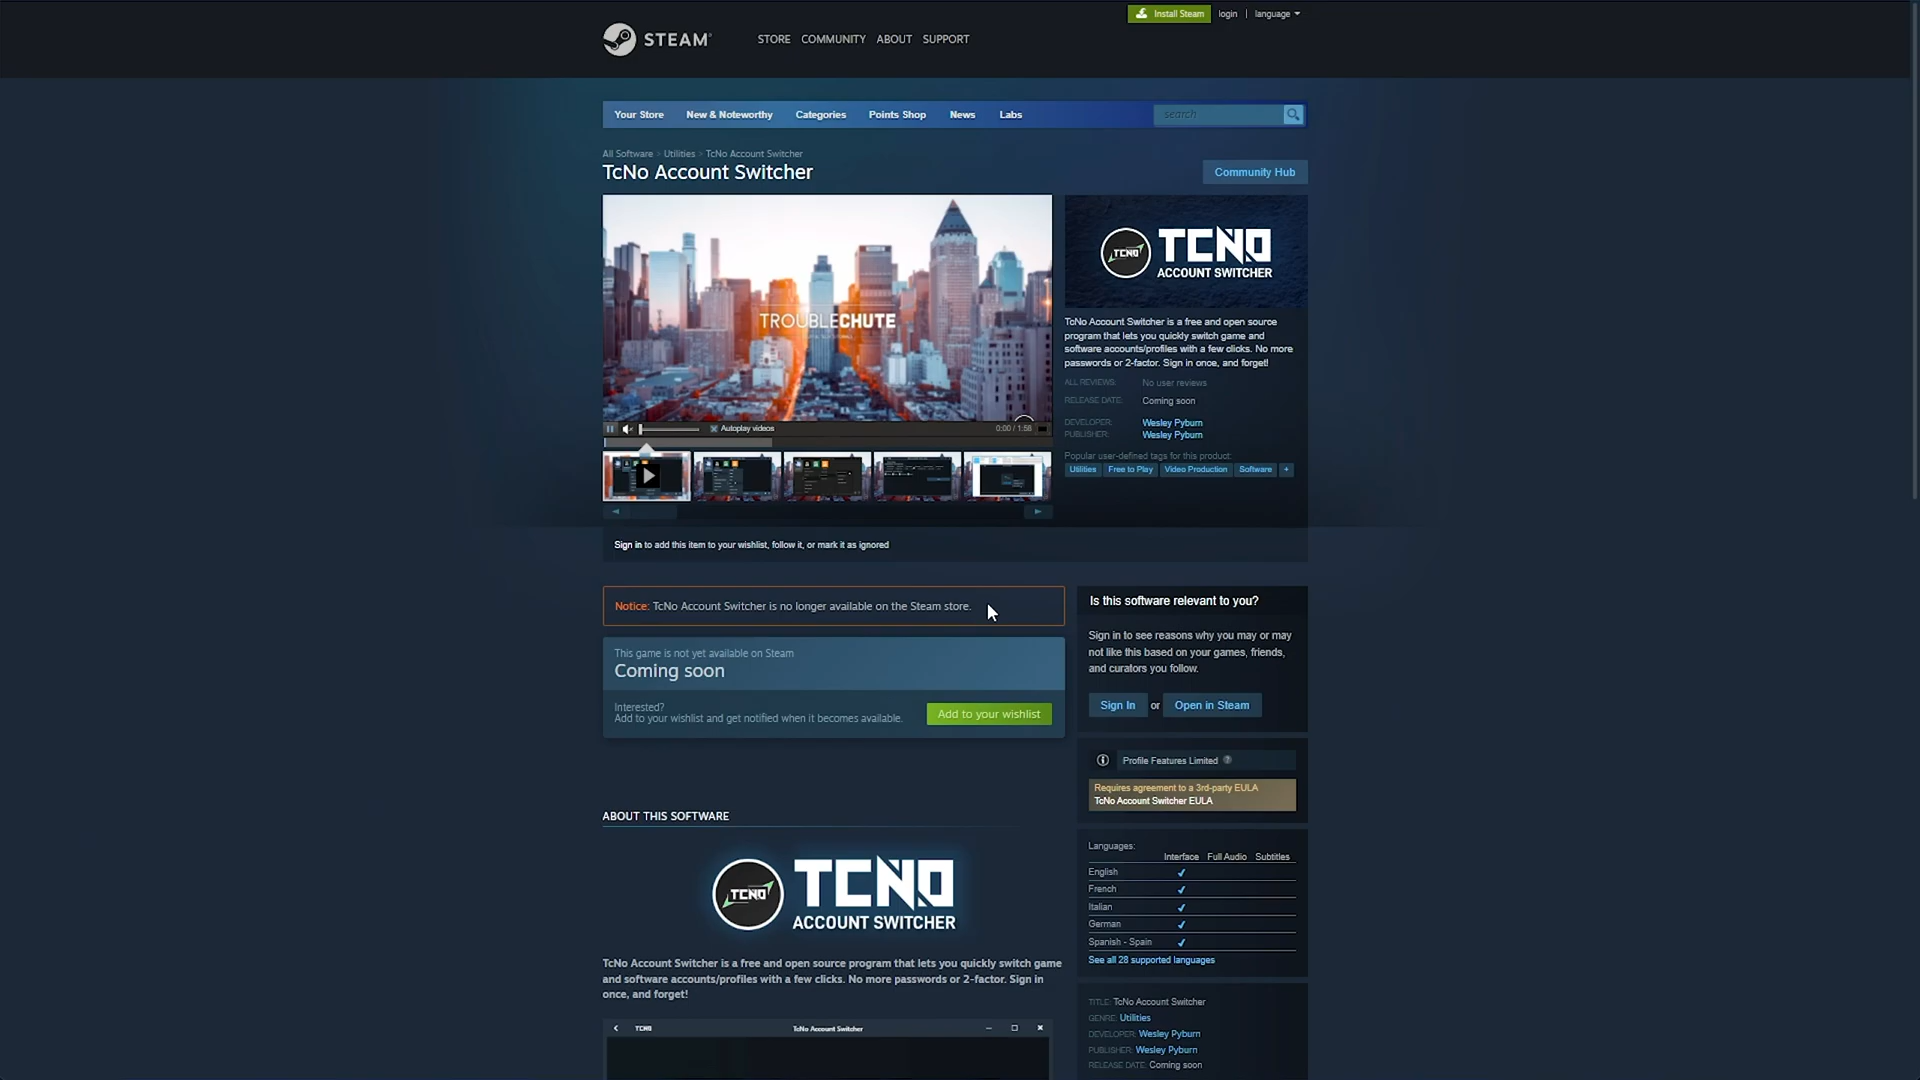 Install Steam
login
language
STEAM
STORE
COMMUNITY
ABOUT
SUPPORT
Your Store
New & Noteworthy
Categories
Points Shop
News
Labs
search
All Software > Utilities > TcNo Account Switcher
TcNo Account Switcher
Community Hub
TROUBLECHUTE
Autoplay videos
0:00 / 1:58
TCNO
TCNO
ACCOUNT SWITCHER
TcNo Account Switcher is a free and open source
program that lets you quickly switch game and
software accounts/profiles with a few clicks. No more
passwords or 2-factor. Sign in once, and forget!
ALL REVIEWS: No user reviews
RELEASE DATE: Coming soon
DEVELOPER: Wesley Pyburn
PUBLISHER: Wesley Pyburn
Popular user-defined tags for this product:
Utilities Free to Play Video Production Software +
Sign in to add this item to your wishlist, follow it, or mark it as ignored
Notice: TcNo Account Switcher is no longer available on the Steam store.
This game is not yet available on Steam
Coming soon
Interested?
Add to your wishlist and get notified when it becomes available.
Add to your wishlist
Is this software relevant to you?
Sign in to see reasons why you may or may
not like this based on your games, friends,
and curators you follow.
Sign In or Open in Steam
Profile Features Limited ?
Requires agreement to a 3rd-party EULA
TcNo Account Switcher EULA
Languages:
Interface Full Audio Subtitles
English ✔
French ✔
Italian ✔
German ✔
Spanish - Spain ✔
See all 28 supported languages
TITLE: TcNo Account Switcher
GENRE: Utilities
DEVELOPER: Wesley Pyburn
PUBLISHER: Wesley Pyburn
RELEASE DATE: Coming soon
ABOUT THIS SOFTWARE
TCNO
TCNO
ACCOUNT SWITCHER
TcNo Account Switcher is a free and open source program that lets you quickly switch game
and software accounts/profiles with a few clicks. No more passwords or 2-factor. Sign in
once, and forget!
TCNO
TcNo Account Switcher